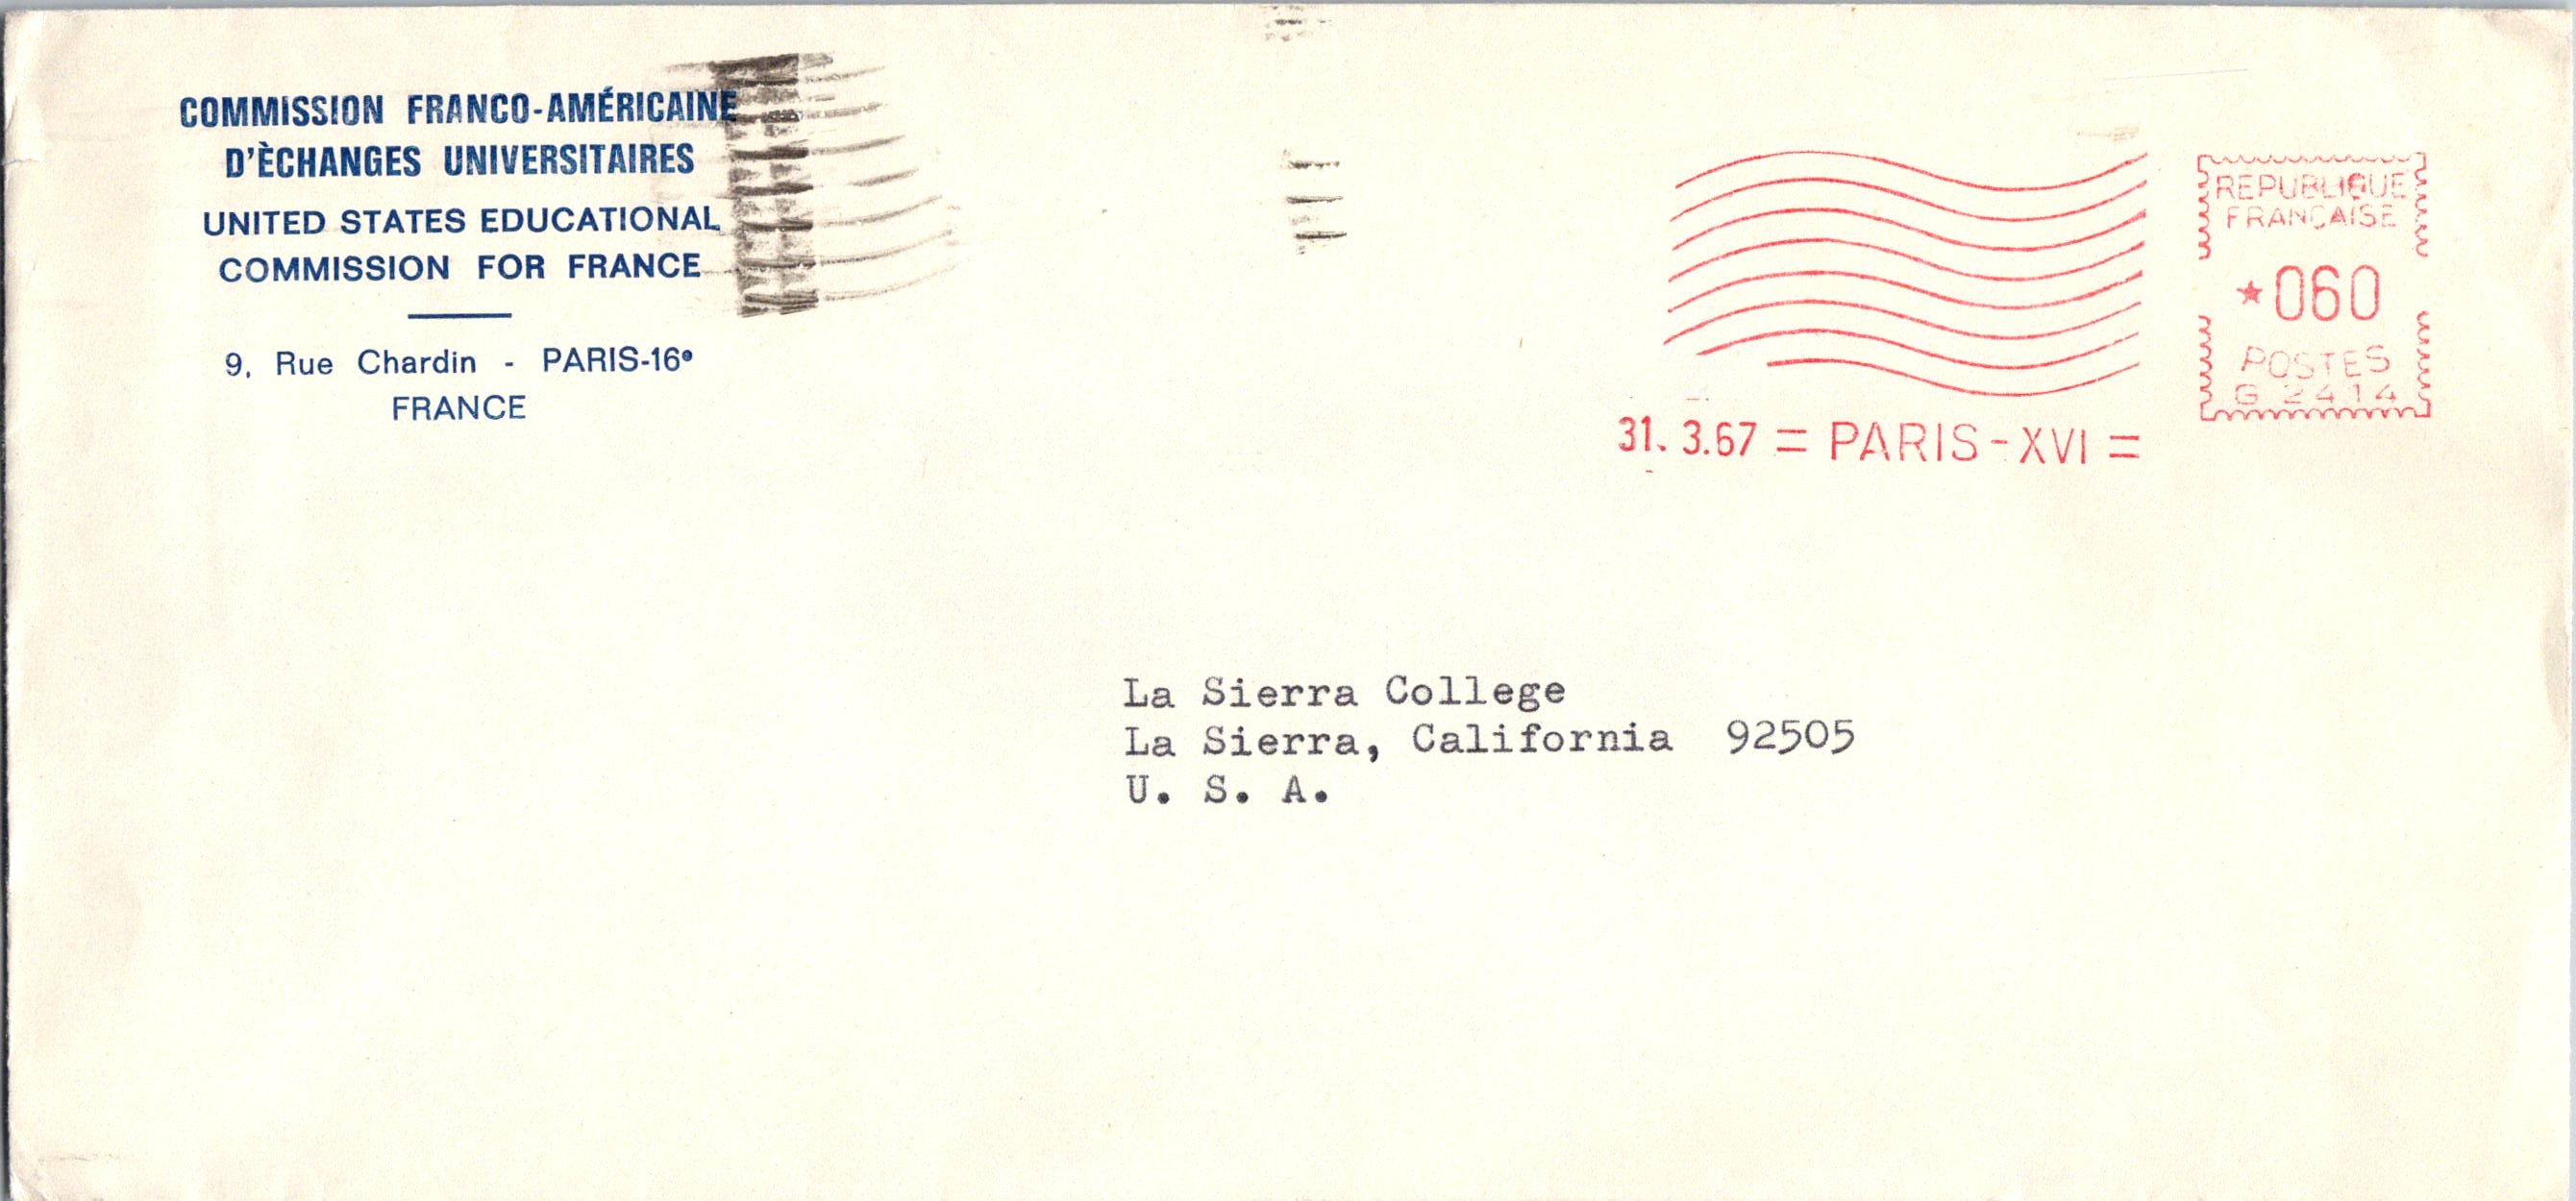 COMMISSION FRANCO-AMÉRICAINE
D'ÈCHANGES UNIVERSITAIRES
UNITED STATES EDUCATIONAL
COMMISSION FOR FRANCE
9, Rue Chardin - PARIS-16e
FRANCE
REPUBLIQUE
FRANÇAISE
★060
POSTES
G 2414
31. 3.67 = PARIS-XVI =
La Sierra College
La Sierra, California 92505
U. S. A.